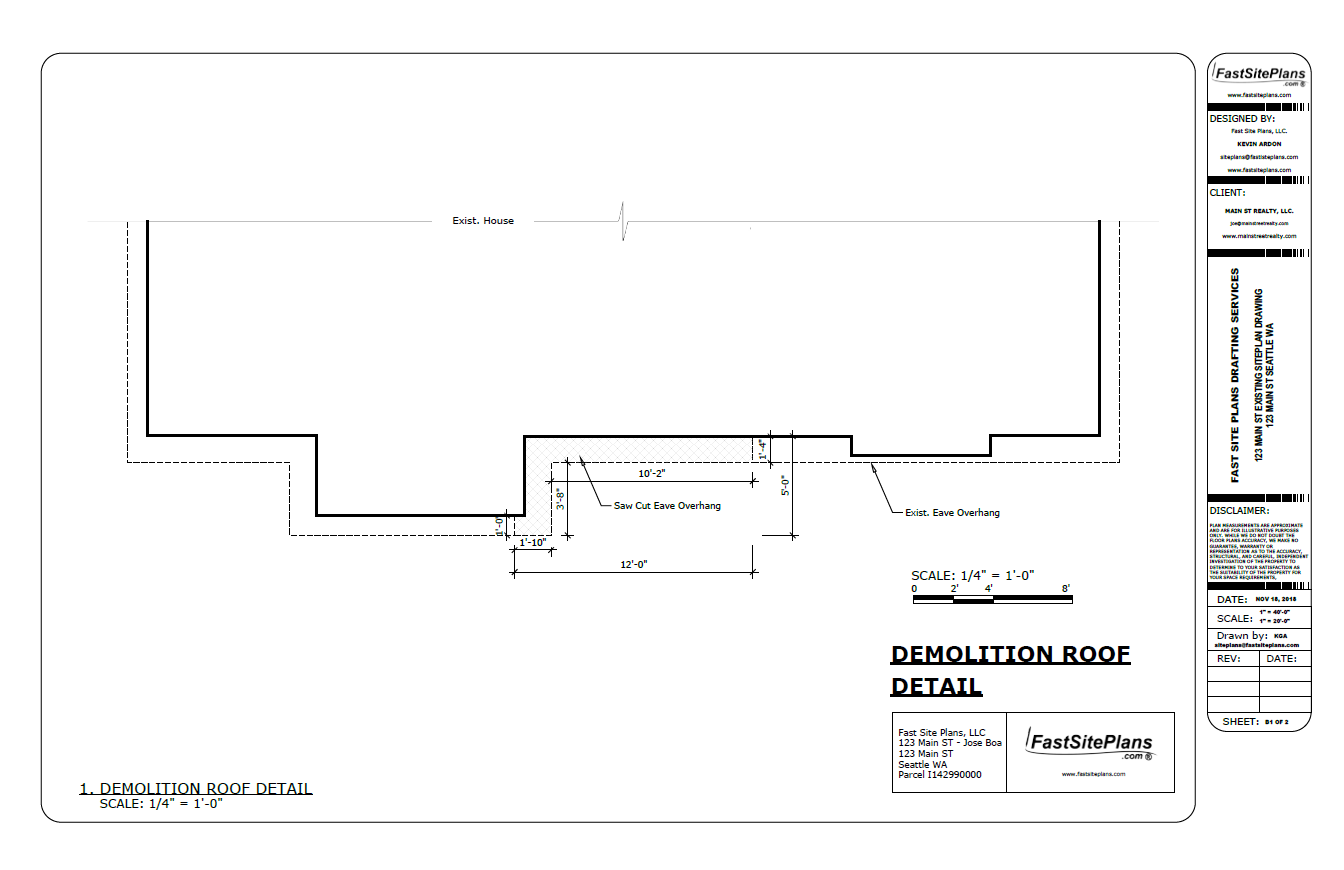 Exist. House
1'-4"
10'-2"
5'-0"
3'-8"
Saw Cut Eave Overhang
Exist. Eave Overhang
1'-0"
1'-10"
12'-0"
SCALE: 1/4" = 1'-0"
0 2' 4' 8'
DEMOLITION ROOF
DETAIL
Fast Site Plans, LLC
123 Main ST - Jose Boa
123 Main ST
Seattle WA
Parcel I142990000
FastSitePlans
.com ®
www.fastsiteplans.com
1. DEMOLITION ROOF DETAIL
SCALE: 1/4" = 1'-0"
FastSitePlans
.com ®
www.fastsiteplans.com
DESIGNED BY:
Fast Site Plans, LLC.
KEVIN ARDON
siteplans@fastisteplans.com
www.fastsiteplans.com
CLIENT:
MAIN ST REALTY, LLC.
joe@mainstreetrealty.com
www.mainstreetrealty.com
FAST SITE PLANS DRAFTING SERVICES
123 MAIN ST EXISTING SITEPLAN DRAWING
123 MAIN ST SEATTLE WA
DISCLAIMER:
PLAN MEASUREMENTS ARE APPROXIMATE
AND ARE FOR ILLUSTRATIVE PURPOSES
ONLY. WHILE WE DO NOT DOUBT THE
FLOOR PLANS ACCURACY, WE MAKE NO
GUARANTEE, WARRANTY OR
REPRESENTATION AS TO THE ACCURACY,
STRUCTURAL, AND CAREFUL, INDEPENDENT
INVESTIGATION OF THE PROPERTY TO
DETERMING TO YOUR SATISFACTION AS
THE SUITABILITY OF THE PROPERTY FOR
YOUR SPACE REQUIREMENTS,
DATE: NOV 18, 2018
SCALE: 1" = 40'-0"
1" = 20'-0"
Drawn by: KGA
siteplans@fastsiteplans.com
REV: DATE:
SHEET: B1 OF 2